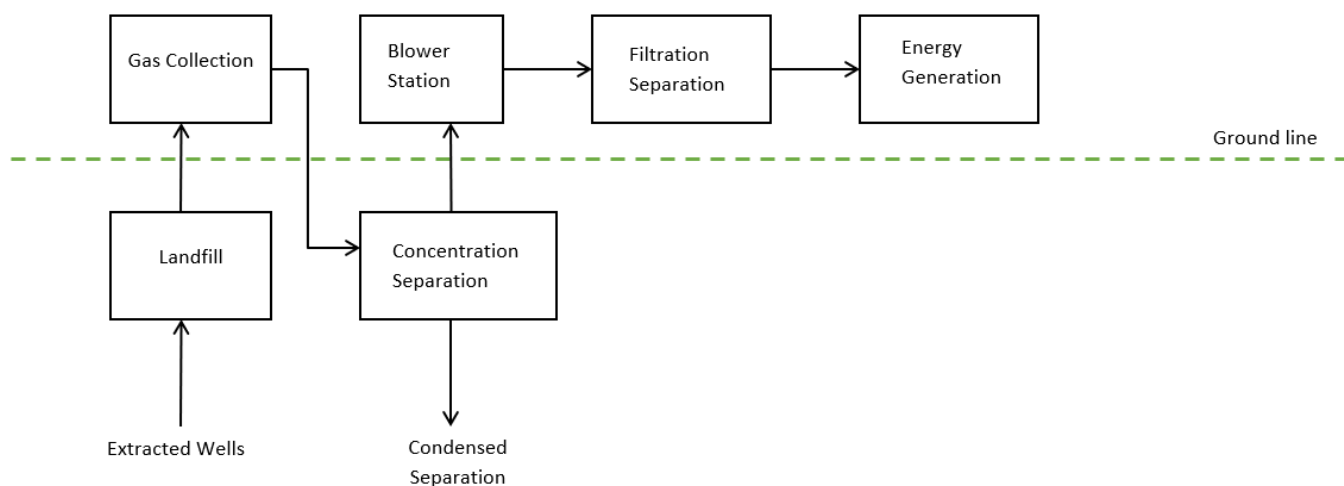 Gas Collection
Blower
Station
Filtration
Separation
Energy
Generation
Ground line
Landfill
Concentration
Separation
Extracted Wells
Condensed
Separation